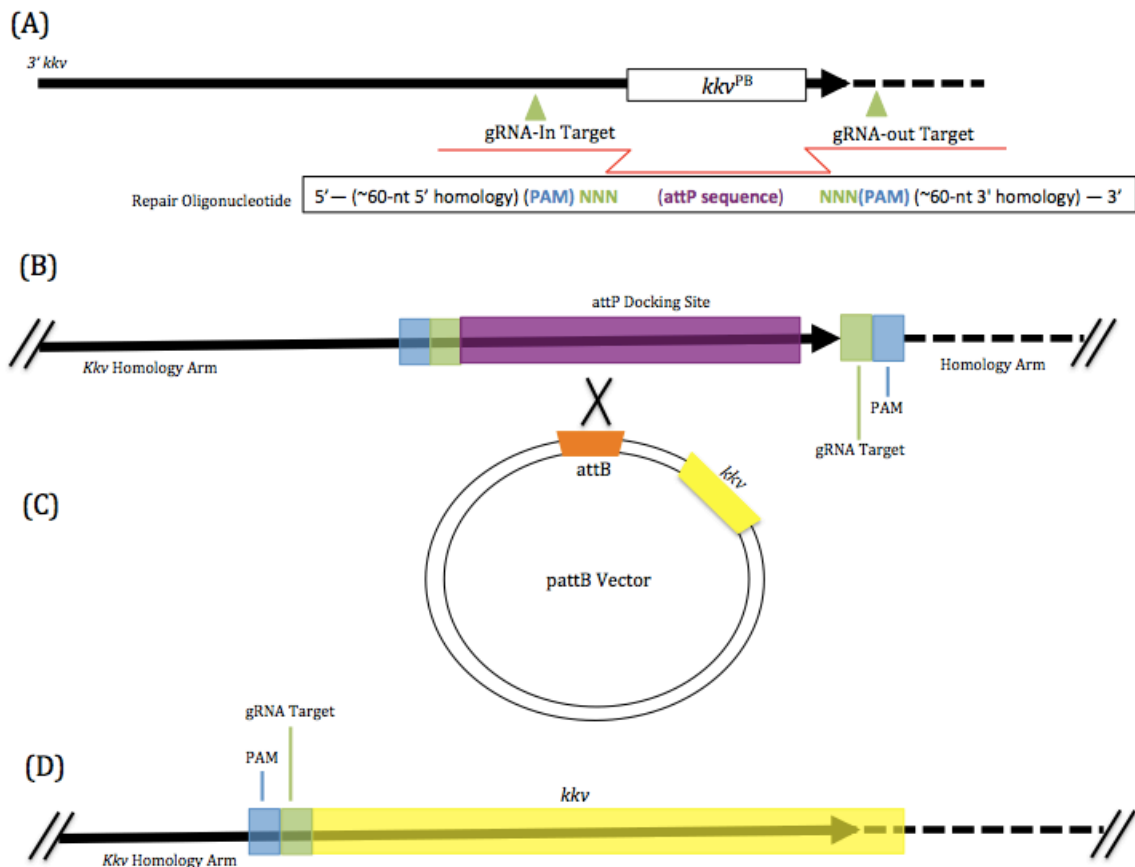 (A)
3' kkv
kkvPB
gRNA-In Target
gRNA-out Target
Repair Oligonucleotide
5' — (~60-nt 5' homology) (PAM) NNN (attP sequence) NNN(PAM) (~60-nt 3' homology) — 3'
(B)
attP Docking Site
Kkv Homology Arm
Homology Arm
PAM
gRNA Target
attB
kkv
(C)
pattB Vector
gRNA Target
PAM
(D)
kkv
Kkv Homology Arm